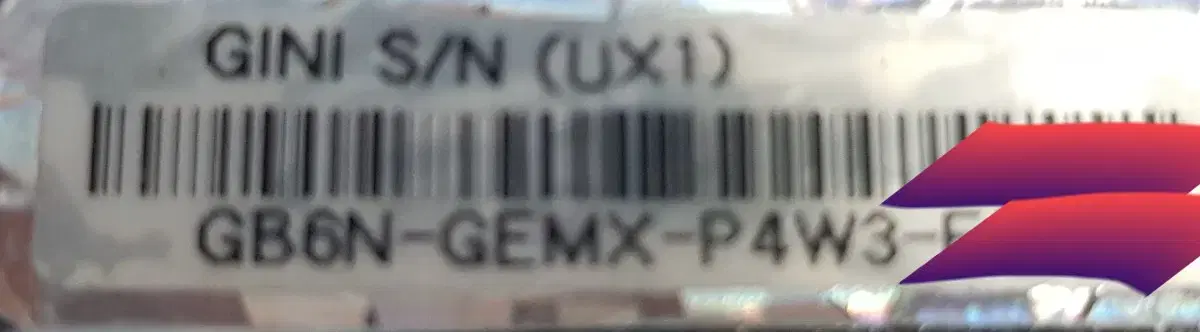 GINI S/N (UX1)
GB6N-GEMX-P4W3-